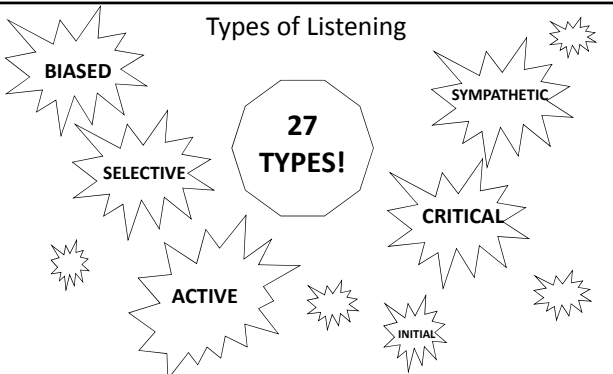 Types of Listening
BIASED
SYMPATHETIC
27
TYPES!
SELECTIVE
CRITICAL
ACTIVE
INITIAL